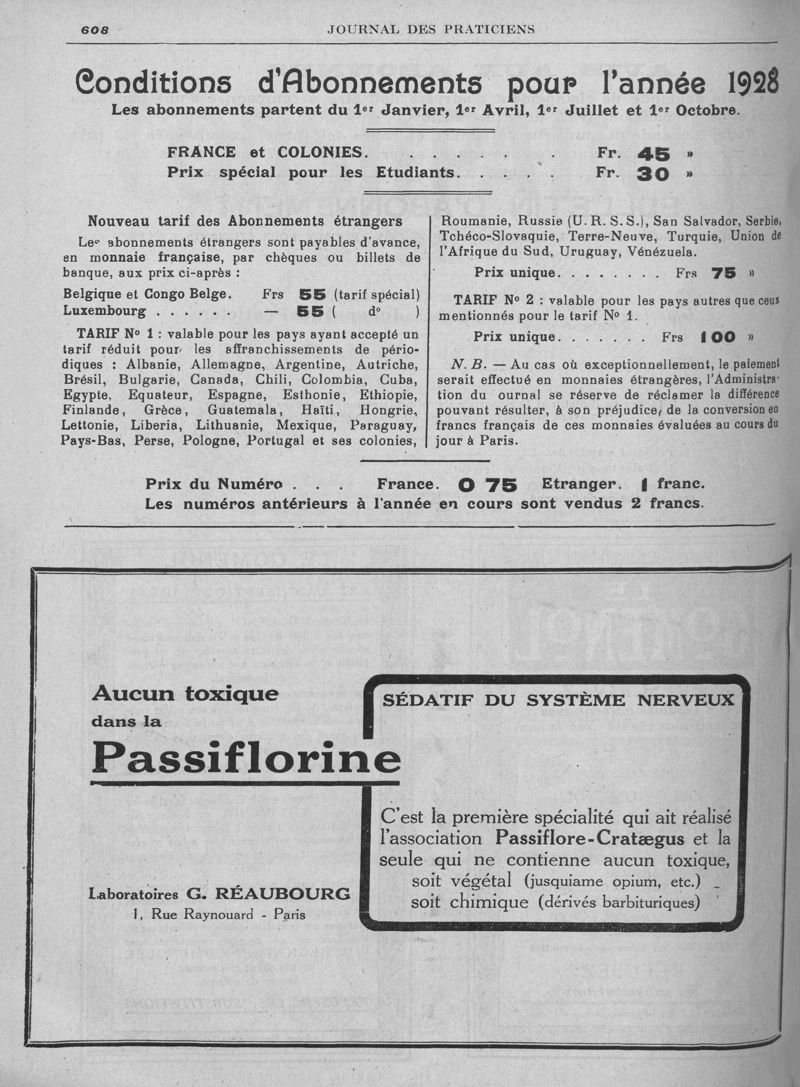 608
JOURNAL DES PRATICIENS
Conditions d'Abonnements pour l'année 1928
Les abonnements partent du 1er Janvier, 1er Avril, 1er Juillet et 1er Octobre.
FRANCE et COLONIES. . . . . . . Fr. 45 »
Prix spécial pour les Etudiants. . . . . Fr. 30 »
Nouveau tarif des Abonnements étrangers
Les abonnements étrangers sont payables d'avance,
en monnaie française, par chèques ou billets de
banque, aux prix ci-après :
Belgique et Congo Belge. Frs 55 (tarif spécial)
Luxembourg . . . . . . — 55 ( do )
TARIF No 1 : valable pour les pays ayant accepté un
tarif réduit pour les affranchissements de pério-
diques : Albanie, Allemagne, Argentine, Autriche,
Brésil, Bulgarie, Canada, Chili, Colombia, Cuba,
Egypte, Equateur, Espagne, Esthonie, Ethiopie,
Finlande, Grèce, Guatemala, Haïti, Hongrie,
Lettonie, Liberia, Lithuanie, Mexique, Paraguay,
Pays-Bas, Perse, Pologne, Portugal et ses colonies,
Roumanie, Russie (U. R. S. S.), San Salvador, Serbie,
Tchéco-Slovaquie, Terre-Neuve, Turquie, Union de
l'Afrique du Sud, Uruguay, Vénézuela.
Prix unique. . . . . . . . Frs 75 »
TARIF No 2 : valable pour les pays autres que ceux
mentionnés pour le tarif No 1.
Prix unique. . . . . . . Frs 100 »
N. B. — Au cas où exceptionnellement, le paiement
serait effectué en monnaies étrangères, l'Administra-
tion du ournal se réserve de réclamer la différence
pouvant résulter, à son préjudice, de la conversion en
francs français de ces monnaies évaluées au cours du
jour à Paris.
Prix du Numéro . . . France. 0 75 Etranger. 1 franc.
Les numéros antérieurs à l'année en cours sont vendus 2 francs.
Aucun toxique
dans la
Passiflorine
Laboratoires G. RÉAUBOURG
1, Rue Raynouard - Paris
SÉDATIF DU SYSTÈME NERVEUX
C'est la première spécialité qui ait réalisé
l'association Passiflore-Cratægus et la
seule qui ne contienne aucun toxique,
soit végétal (jusquiame opium, etc.)
soit chimique (dérivés barbituriques)